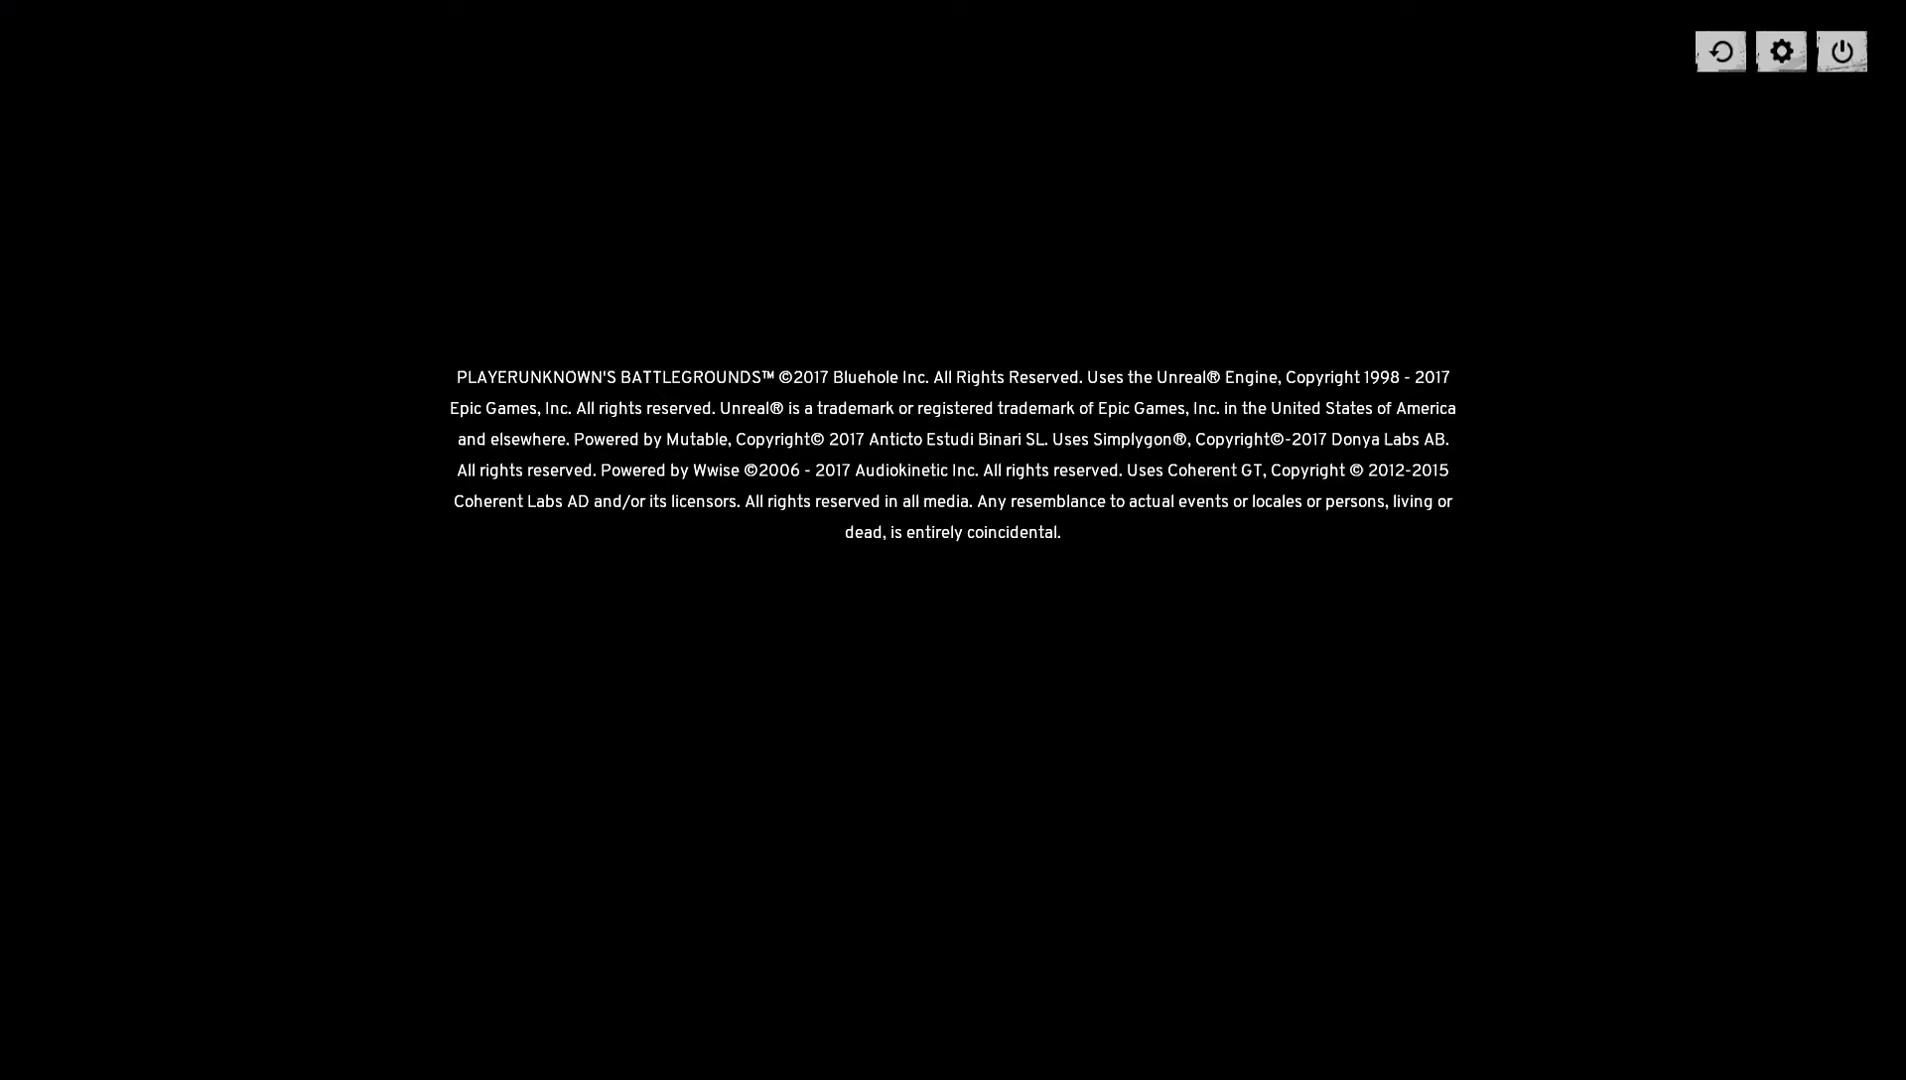 PLAYERUNKNOWN'S BATTLEGROUNDS™ ©2017 Bluehole Inc. All Rights Reserved. Uses the Unreal® Engine, Copyright 1998 - 2017
Epic Games, Inc. All rights reserved. Unreal® is a trademark or registered trademark of Epic Games, Inc. in the United States of America
and elsewhere. Powered by Mutable, Copyright© 2017 Anticto Estudi Binari SL. Uses Simplygon®, Copyright©-2017 Donya Labs AB.
All rights reserved. Powered by Wwise ©2006 - 2017 Audiokinetic Inc. All rights reserved. Uses Coherent GT, Copyright © 2012-2015
Coherent Labs AD and/or its licensors. All rights reserved in all media. Any resemblance to actual events or locales or persons, living or
dead, is entirely coincidental.